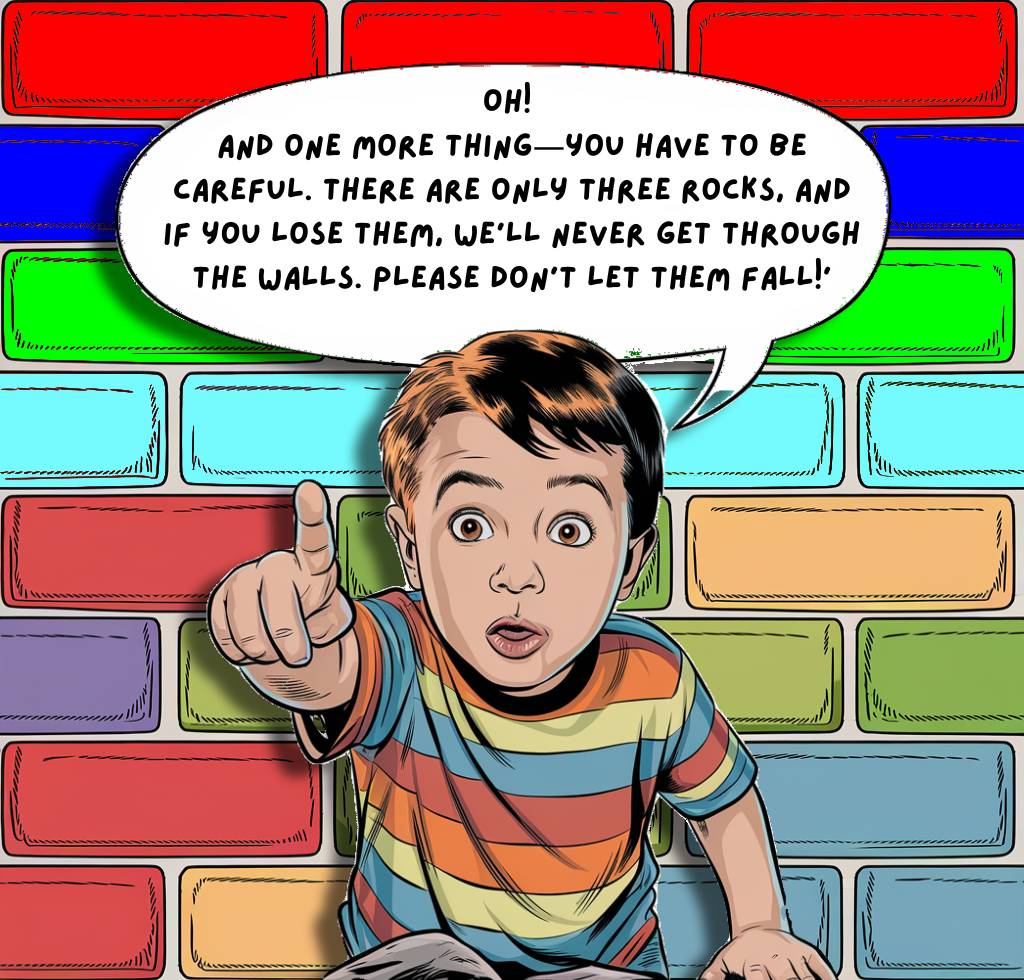 OH!
AND ONE MORE THING—YOU HAVE TO BE
CAREFUL. THERE ARE ONLY THREE ROCKS, AND
IF YOU LOSE THEM, WE'LL NEVER GET THROUGH
THE WALLS. PLEASE DON'T LET THEM FALL!'